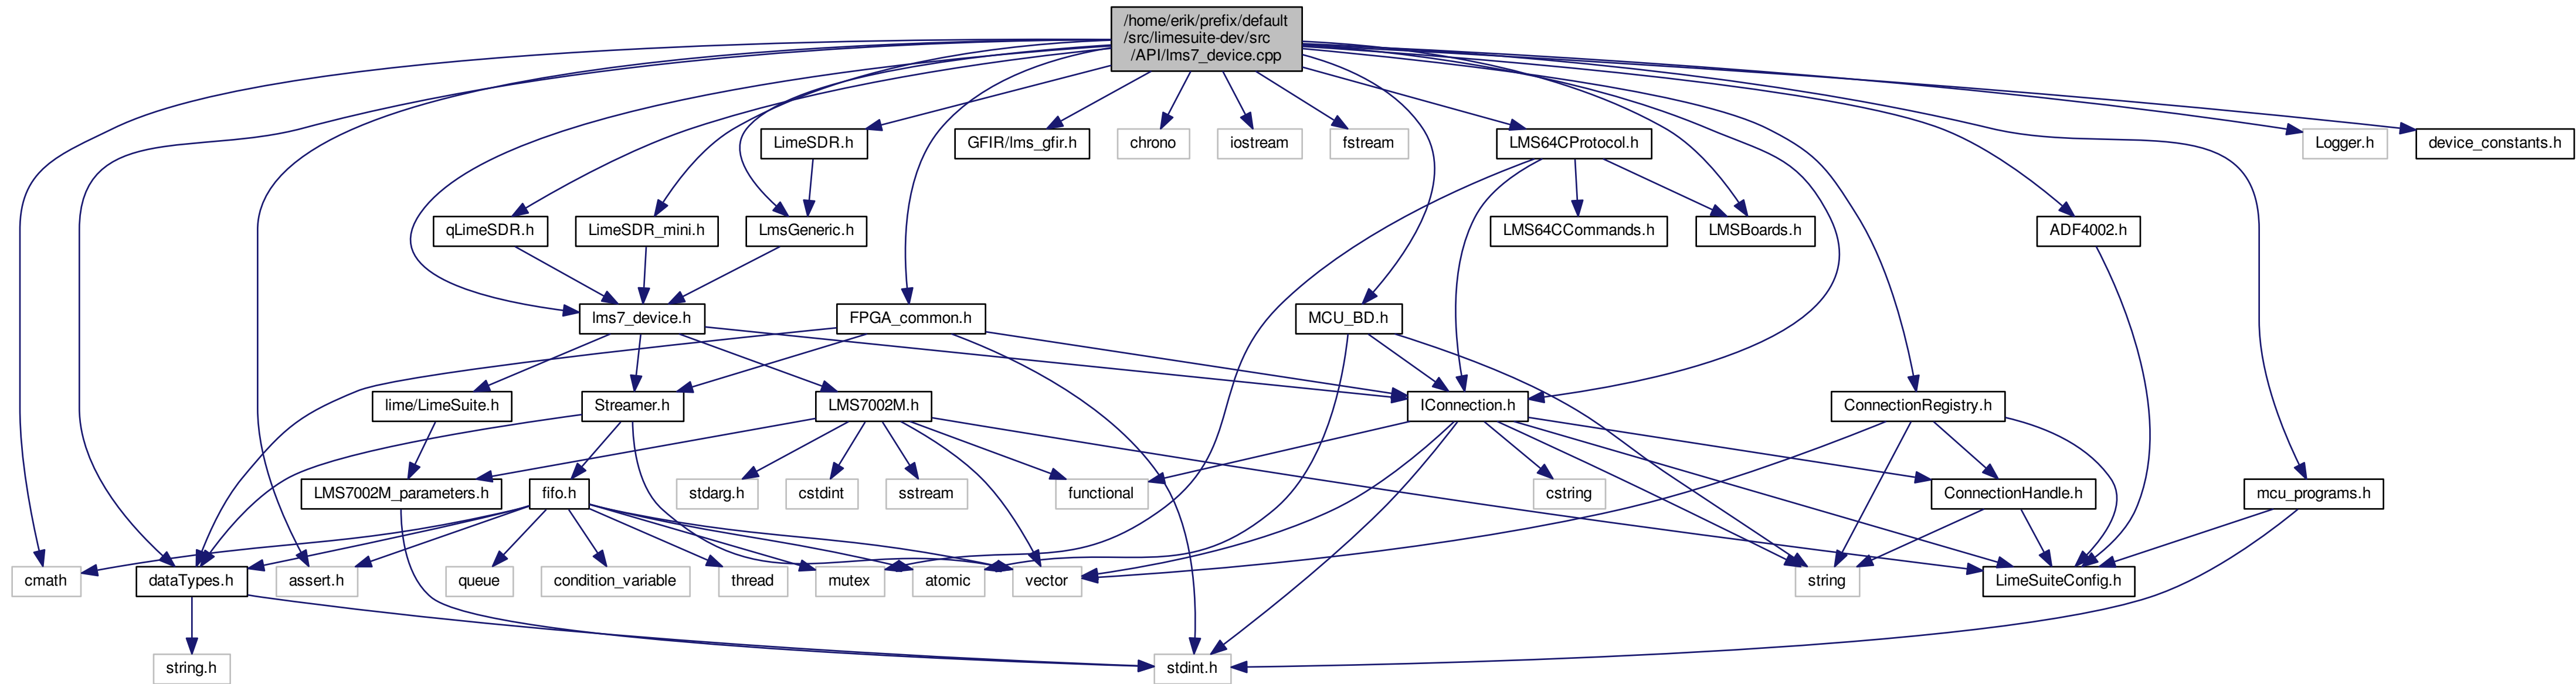 /home/erik/prefix/default
/src/limesuite-dev/src
/API/lms7_device.cpp
LimeSDR.h
GFIR/lms_gfir.h
chrono
iostream
fstream
LMS64CProtocol.h
Logger.h
device_constants.h
qLimeSDR.h
LimeSDR_mini.h
LmsGeneric.h
LMS64CCommands.h
LMSBoards.h
ADF4002.h
lms7_device.h
FPGA_common.h
MCU_BD.h
lime/LimeSuite.h
Streamer.h
LMS7002M.h
IConnection.h
ConnectionRegistry.h
LMS7002M_parameters.h
fifo.h
stdarg.h
cstdint
sstream
functional
cstring
ConnectionHandle.h
mcu_programs.h
cmath
dataTypes.h
assert.h
queue
condition_variable
thread
mutex
atomic
vector
string
LimeSuiteConfig.h
string.h
stdint.h